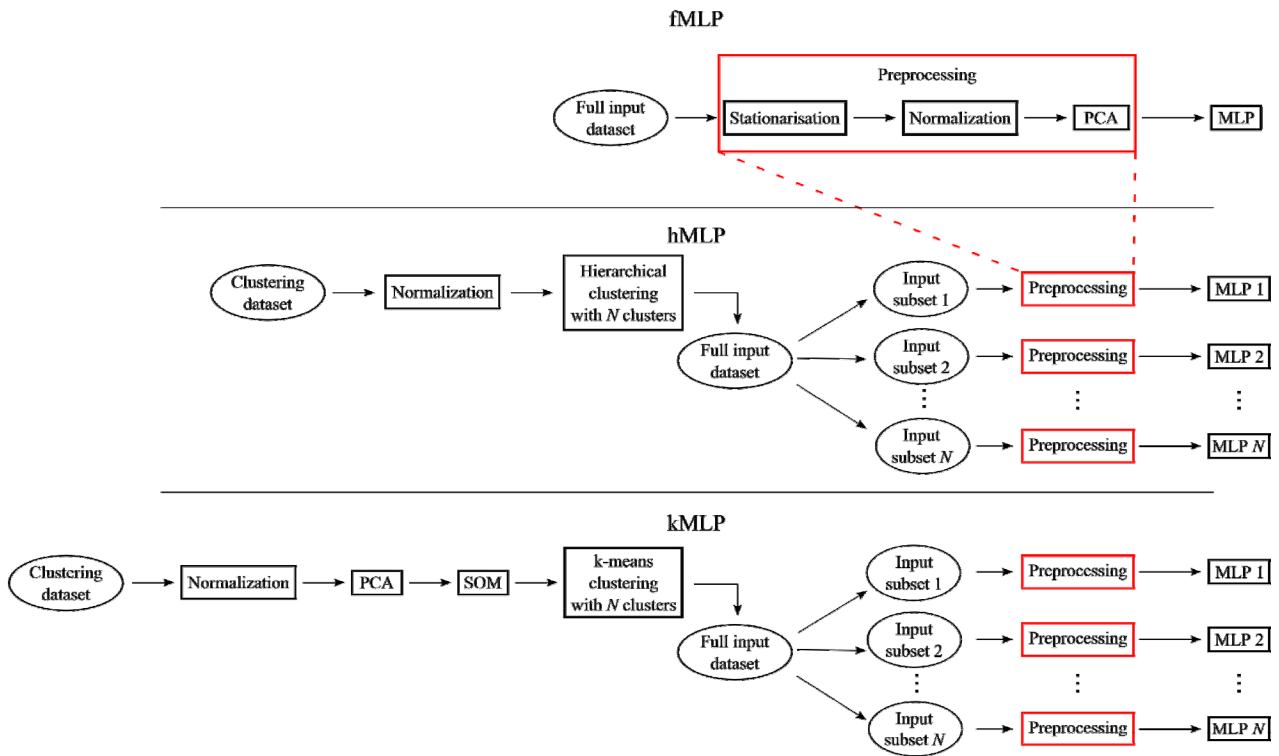 fMLP
Preprocessing
Full input
dataset
Stationarisation
Normalization
PCA
MLP
hMLP
Clustering
dataset
Normalization
Hierarchical
clustering
with N clusters
Full input
dataset
Input
subset 1
Preprocessing
MLP 1
Input
subset 2
Preprocessing
MLP 2
Input
subset N
Preprocessing
MLP N
kMLP
Clustering
dataset
Normalization
PCA
SOM
k-means
clustering
with N clusters
Full input
dataset
Input
subset 1
Preprocessing
MLP 1
Input
subset 2
Preprocessing
MLP 2
Input
subset N
Preprocessing
MLP N